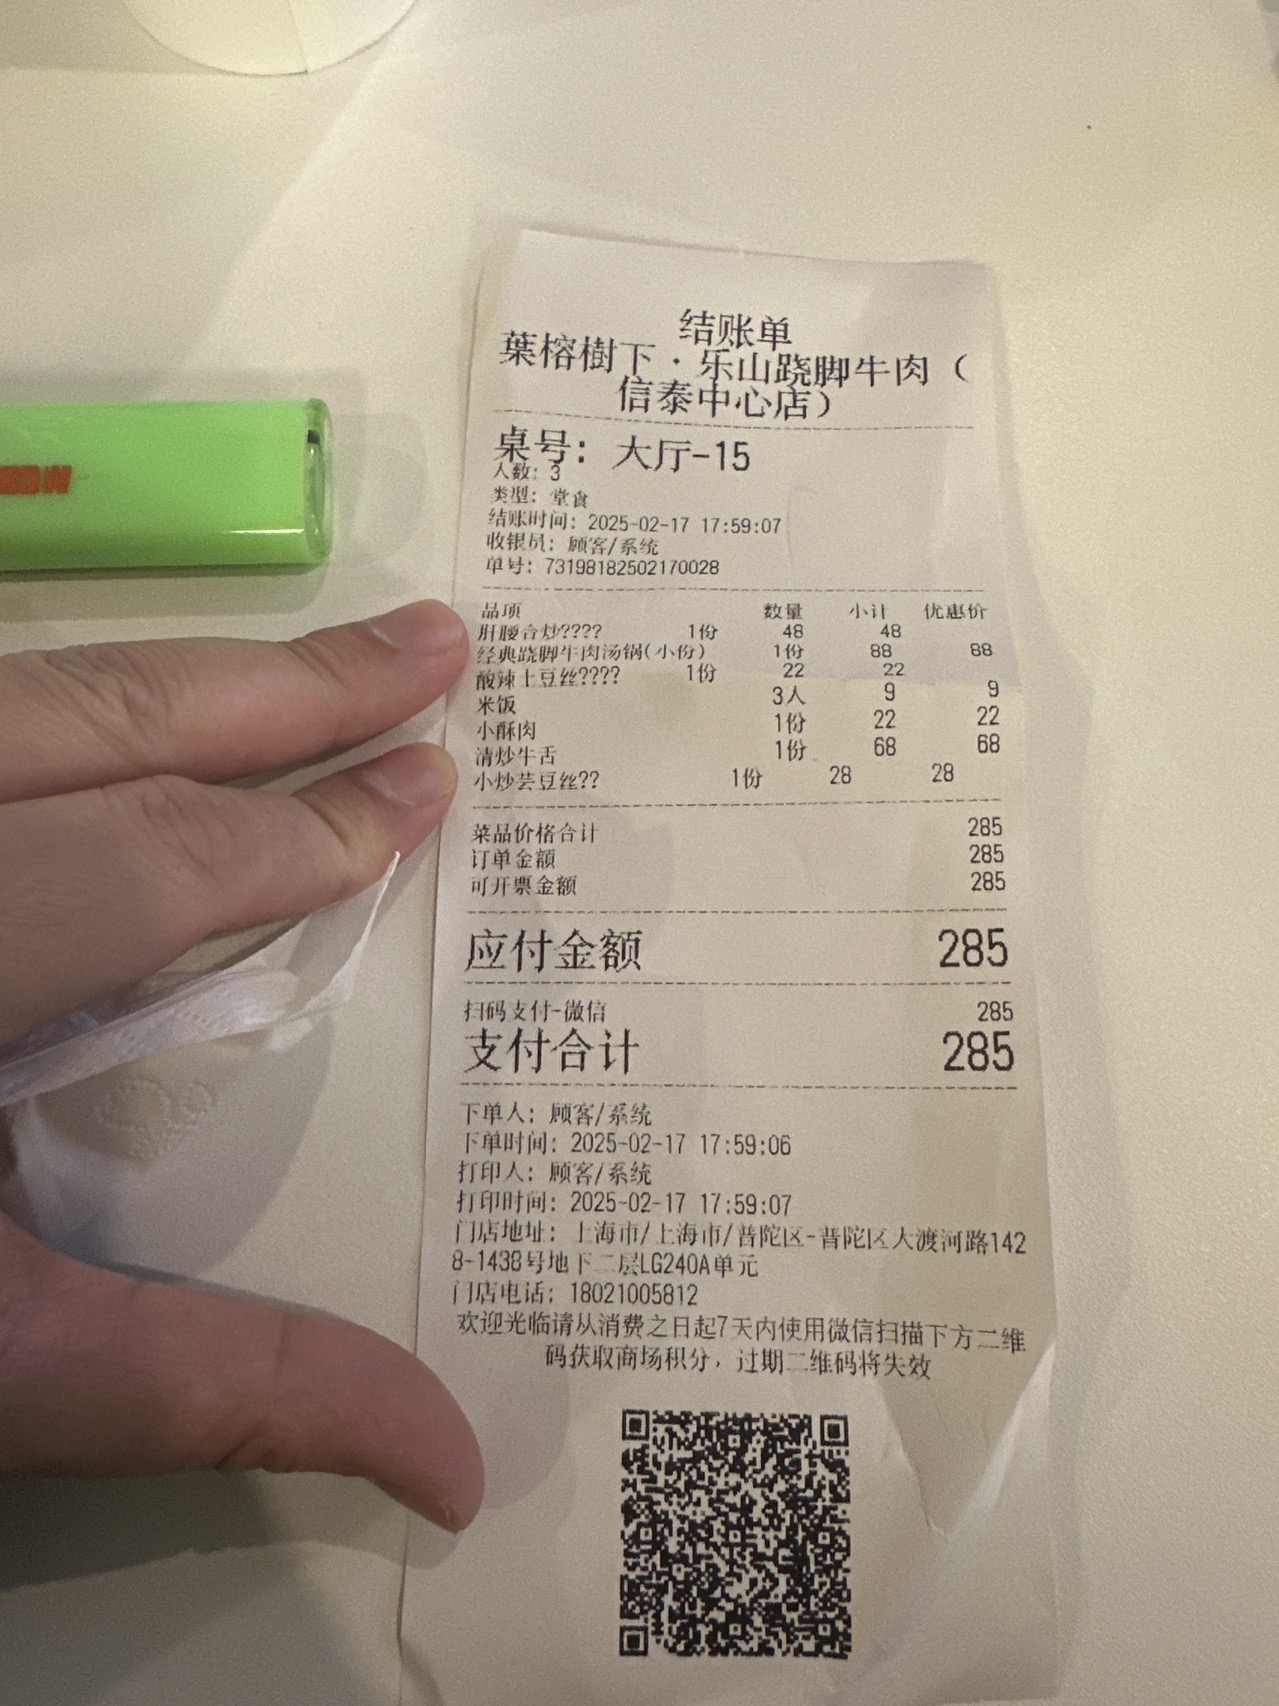 结账单
葉榕樹下·乐山跷脚牛肉（
信泰中心店）
桌号: 大厅-15
人数: 3
类型: 堂食
结账时间: 2025-02-17 17:59:07
收银员: 顾客/系统
单号: 73198182502170028
品项 数量 小计 优惠价
肝腰合炒???? 1份 48 48
经典跷脚牛肉汤锅(小份) 1份 88 88
酸辣土豆丝???? 1份 22 22
米饭 3人 9 9
小酥肉 1份 22 22
清炒牛舌 1份 68 68
小炒芸豆丝?? 1份 28 28
菜品价格合计 285
订单金额 285
可开票金额 285
应付金额 285
扫码支付-微信 285
支付合计 285
下单人: 顾客/系统
下单时间: 2025-02-17 17:59:06
打印人: 顾客/系统
打印时间: 2025-02-17 17:59:07
门店地址: 上海市/上海市/普陀区-普陀区大渡河路142
8-1438号地下二层LG240A单元
门店电话: 18021005812
欢迎光临请从消费之日起7天内使用微信扫描下方二维
码获取商场积分，过期二维码将失效